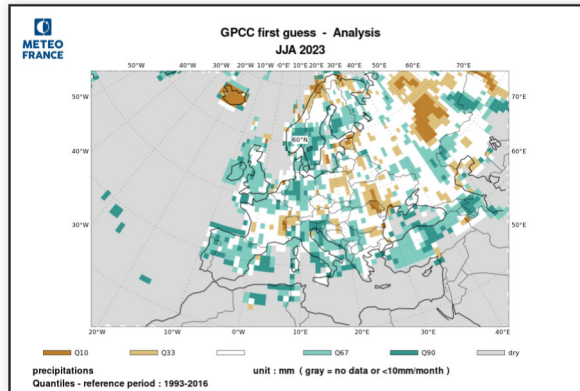 METEO
FRANCE
GPCC first guess - Analysis
JJA 2023
50°W 40°W 30°W 20°W 10°W 0°E 10°E 20°E 30°E 40°E 50°E 60°E 70°E
50°W 70°E
60°N
40°W 60°E
30°W 50°E
20°W 10°W 0°W 10°E 20°E 30°E 40°E
Q10 Q33 Q67 Q90 dry
precipitations unit : mm ( gray = no data or <10mm/month )
Quantiles - reference period : 1993-2016